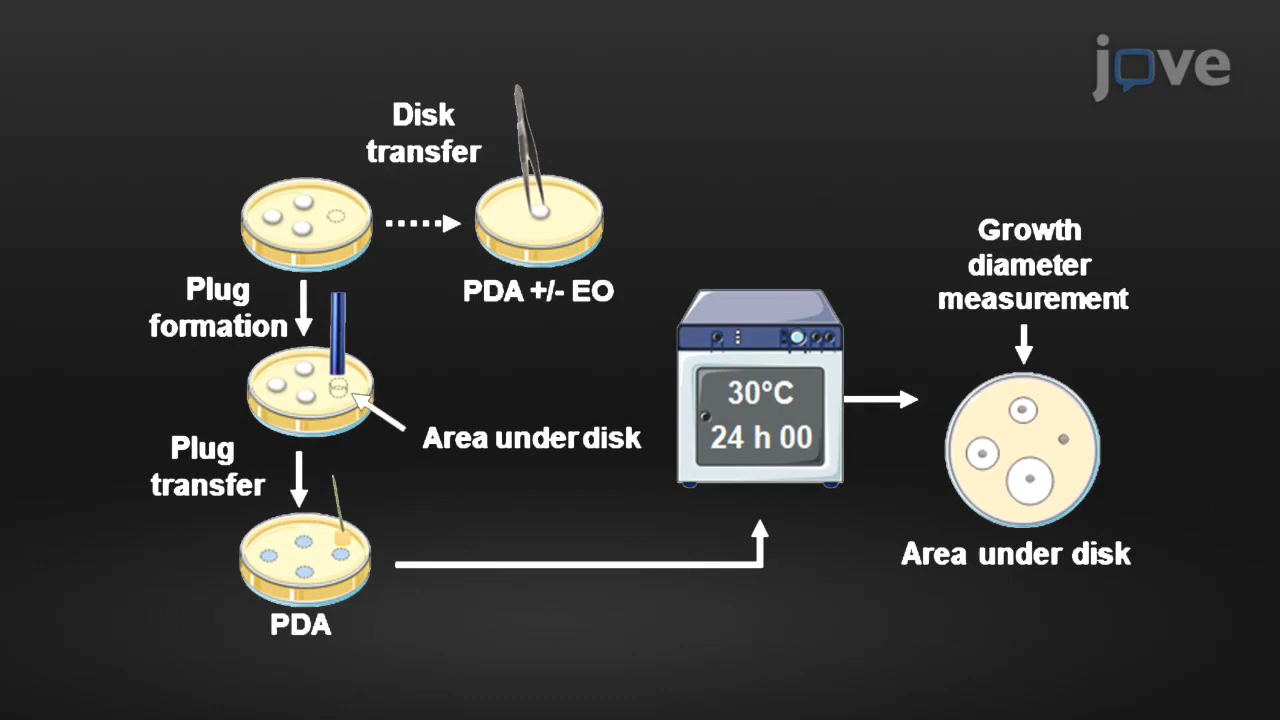 jove
Disk
transfer
PDA +/- EO
Plug
formation
Area under disk
Plug
transfer
PDA
30°C
24 h 00
Growth
diameter
measurement
Area under disk